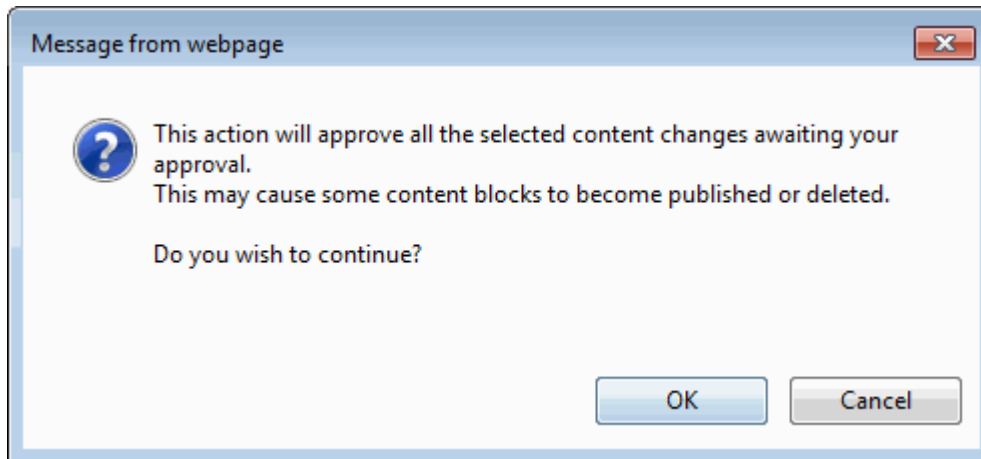 Message from webpage
This action will approve all the selected content changes awaiting your
approval.
This may cause some content blocks to become published or deleted.
Do you wish to continue?
OK
Cancel